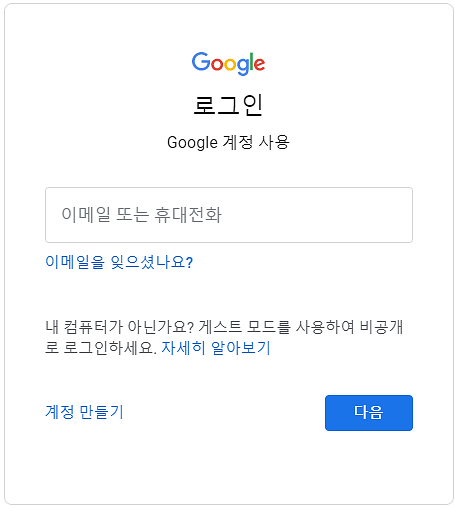 Google
로그인
Google 계정 사용
이메일 또는 휴대전화
이메일을 잊으셨나요?
내 컴퓨터가 아닌가요? 게스트 모드를 사용하여 비공개
로 로그인하세요. 자세히 알아보기
계정 만들기
다음